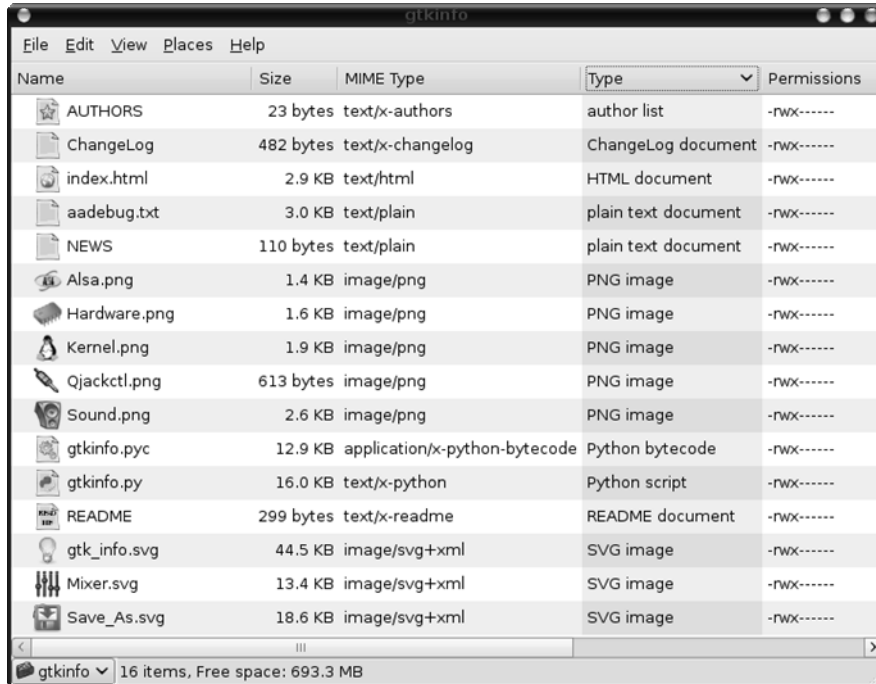 gtkinfo
File Edit View Places Help
Name Size MIME Type Type Permissions
AUTHORS 23 bytes text/x-authors author list -rwx------
ChangeLog 482 bytes text/x-changelog ChangeLog document -rwx------
index.html 2.9 KB text/html HTML document -rwx------
aadebug.txt 3.0 KB text/plain plain text document -rwx------
NEWS 110 bytes text/plain plain text document -rwx------
Alsa.png 1.4 KB image/png PNG image -rwx------
Hardware.png 1.6 KB image/png PNG image -rwx------
Kernel.png 1.9 KB image/png PNG image -rwx------
Qjackctl.png 613 bytes image/png PNG image -rwx------
Sound.png 2.6 KB image/png PNG image -rwx------
gtkinfo.pyc 12.9 KB application/x-python-bytecode Python bytecode -rwx------
gtkinfo.py 16.0 KB text/x-python Python script -rwx------
README 299 bytes text/x-readme README document -rwx------
gtk_info.svg 44.5 KB image/svg+xml SVG image -rwx------
Mixer.svg 13.4 KB image/svg+xml SVG image -rwx------
Save_As.svg 18.6 KB image/svg+xml SVG image -rwx------
gtkinfo 16 items, Free space: 693.3 MB